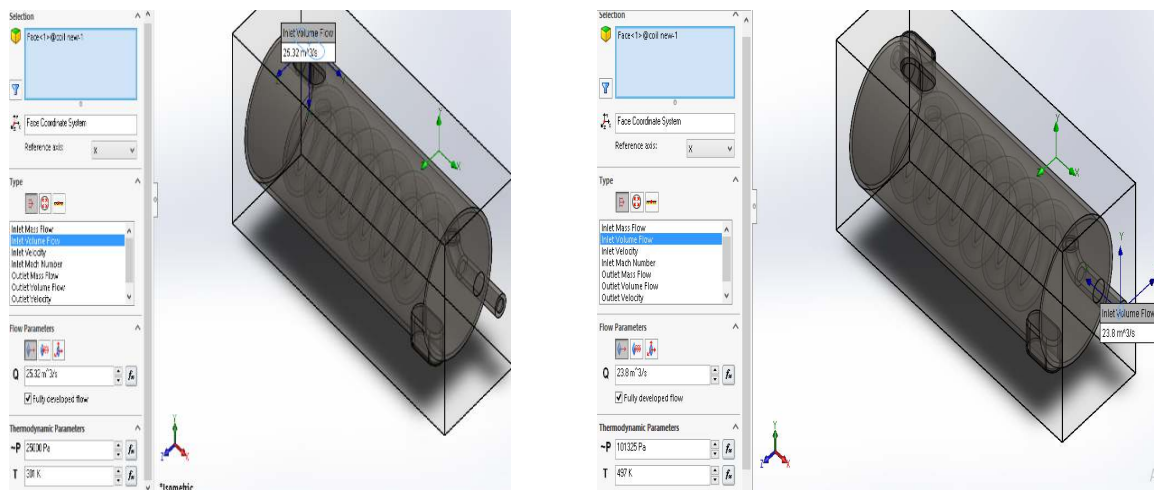 Selection
Face<1>@coil new-1
Face Coordinate System
Reference axis:
X
Type
Inlet Mass Flow
Inlet Volume Flow
Inlet Velocity
Inlet Mach Number
Outlet Mass Flow
Outlet Volume Flow
Outlet Velocity
Flow Parameters
Q 25.32 m^3/s
Fully developed flow
Thermodynamic Parameters
P 25000 Pa
T 301 K
Inlet Volume Flow
25.32 m^3/s
Y
X
Y
Z
X
*Isometric
Selection
Face<1>@coil new-1
Face Coordinate System
Reference axis:
X
Type
Inlet Mass Flow
Inlet Volume Flow
Inlet Velocity
Inlet Mach Number
Outlet Mass Flow
Outlet Volume Flow
Outlet Velocity
Flow Parameters
Q 23.8 m^3/s
Fully developed flow
Thermodynamic Parameters
P 101325 Pa
T 497 K
Y
X
Y
Inlet Volume Flow
23.8 m^3/s
Y
Z
X